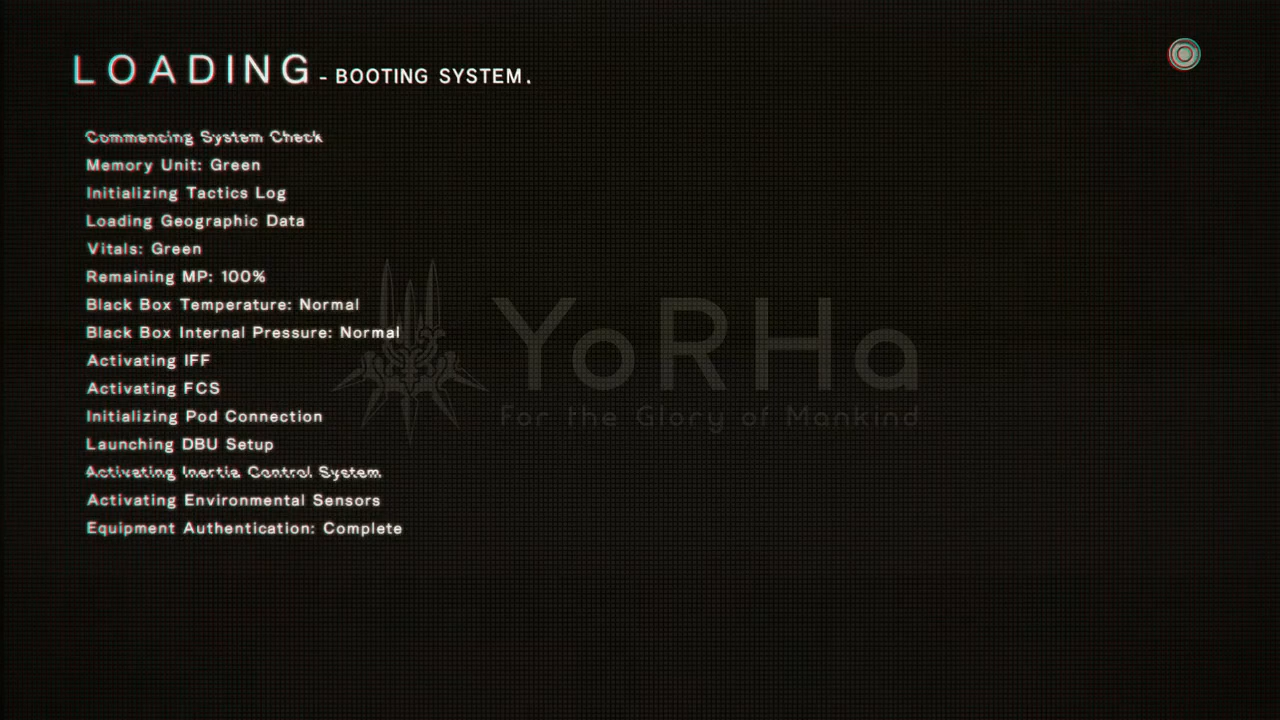 LOADING - BOOTING SYSTEM.
Commencing System Check
Memory Unit: Green
Initializing Tactics Log
Loading Geographic Data
Vitals: Green
Remaining MP: 100%
Black Box Temperature: Normal
Black Box Internal Pressure: Normal
Activating IFF
Activating FCS
Initializing Pod Connection
Launching DBU Setup
Activating Inertia Control System
Activating Environmental Sensors
Equipment Authentication: Complete
YoRHa
For the Glory of Mankind